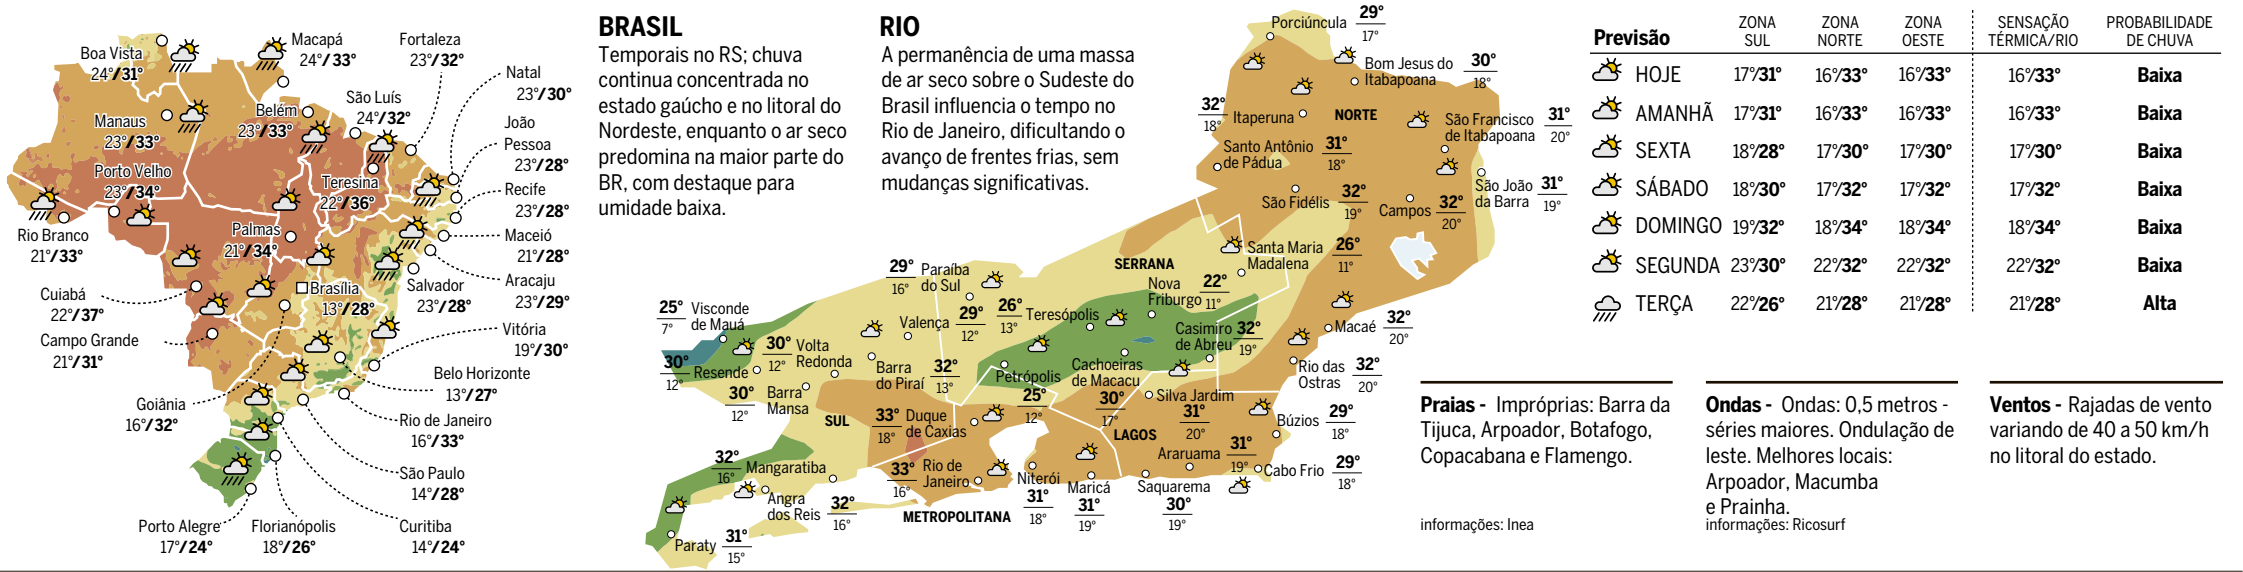 Boa Vista
24°/31°
Macapá
24°/33°
Fortaleza
23°/32°
Natal
23°/30°
Manaus
23°/33°
Belém
23°/33°
São Luís
24°/32°
João
Pessoa
23°/28°
Porto Velho
23°/34°
Teresina
22°/36°
Recife
23°/28°
Rio Branco
21°/33°
Palmas
21°/34°
Maceió
21°/28°
Aracaju
23°/29°
Cuiabá
22°/37°
Brasília
13°/28°
Salvador
23°/28°
Campo Grande
21°/31°
Vitória
19°/30°
Belo Horizonte
13°/27°
Goiânia
16°/32°
Rio de Janeiro
16°/33°
São Paulo
14°/28°
Porto Alegre
17°/24°
Florianópolis
18°/26°
Curitiba
14°/24°
BRASIL
Temporais no RS; chuva
continua concentrada no
estado gaúcho e no litoral do
Nordeste, enquanto o ar seco
predomina na maior parte do
BR, com destaque para
umidade baixa.
RIO
A permanência de uma massa
de ar seco sobre o Sudeste do
Brasil influencia o tempo no
Rio de Janeiro, dificultando o
avanço de frentes frias, sem
mudanças significativas.
Porciúncula 29°
17°
Bom Jesus do
Itabapoana 30°
18°
32°
18° Itaperuna
NORTE
São Francisco
de Itabapoana 31°
20°
Santo Antônio
de Pádua 31°
18°
São Fidélis 32°
19°
Campos 32°
20°
São João
da Barra 31°
19°
Santa Maria
Madalena 26°
11°
SERRANA
29°
16° Paraíba
do Sul
Nova
Friburgo 22°
11°
25°
7° Visconde
de Mauá
Valença 29°
12°
26°
13° Teresópolis
Casimiro
de Abreu 32°
19°
Macaé 32°
20°
30°
12° Volta
Redonda
30°
12° Resende
Barra
do Piraí 32°
13°
Petrópolis
25°
12°
Cachoeiras
de Macacu
30°
17°
Rio das
Ostras 32°
20°
30°
12° Barra
Mansa
Silva Jardim
31°
20°
SUL
33°
18° Duque
de Caxias
LAGOS
Búzios 29°
18°
Araruama 31°
19°
32°
16° Mangaratiba
33°
16° Rio de
Janeiro
Niterói
31°
18°
Maricá
31°
19°
Saquarema
30°
19°
Cabo Frio 29°
18°
Angra
dos Reis 32°
16°
METROPOLITANA
Paraty 31°
15°
Previsão ZONA SUL ZONA NORTE ZONA OESTE SENSAÇÃO TÉRMICA/RIO PROBABILIDADE DE CHUVA
HOJE 17°/31° 16°/33° 16°/33° 16°/33° Baixa
AMANHÃ 17°/31° 16°/33° 16°/33° 16°/33° Baixa
SEXTA 18°/28° 17°/30° 17°/30° 17°/30° Baixa
SÁBADO 18°/30° 17°/32° 17°/32° 17°/32° Baixa
DOMINGO 19°/32° 18°/34° 18°/34° 18°/34° Baixa
SEGUNDA 23°/30° 22°/32° 22°/32° 22°/32° Baixa
TERÇA 22°/26° 21°/28° 21°/28° 21°/28° Alta
Praias - Impróprias: Barra da
Tijuca, Arpoador, Botafogo,
Copacabana e Flamengo.
informações: Inea
Ondas - Ondas: 0,5 metros -
séries maiores. Ondulação de
leste. Melhores locais:
Arpoador, Macumba
e Prainha.
informações: Ricosurf
Ventos - Rajadas de vento
variando de 40 a 50 km/h
no litoral do estado.